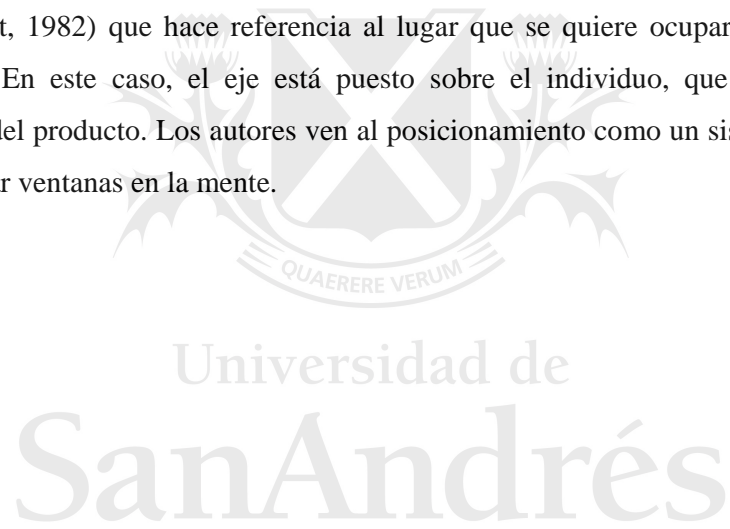 t, 1982) que hace referencia al lugar que se quiere ocupar
En este caso, el eje está puesto sobre el individuo, que
del producto. Los autores ven al posicionamiento como un sis
r ventanas en la mente.
QUAERERE VERUM
Universidad de
SanAndrés